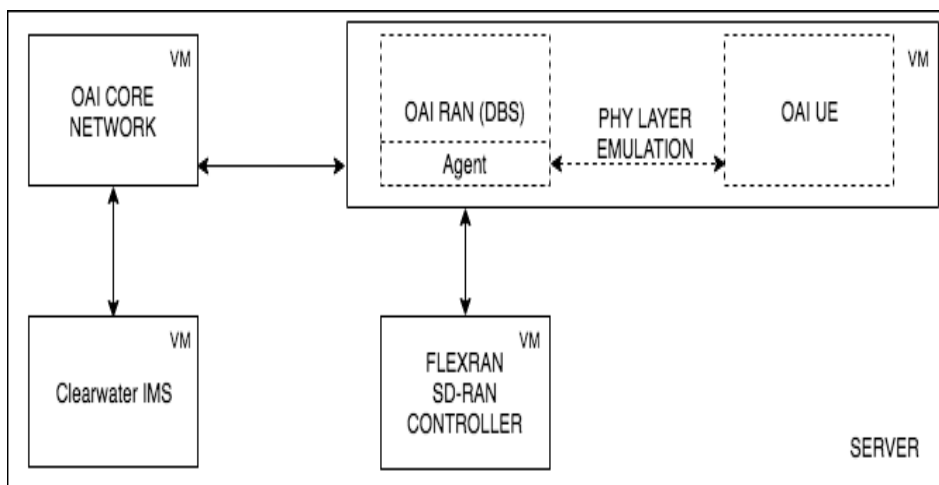 VM
OAI CORE
NETWORK
VM
OAI RAN (DBS)
Agent
PHY LAYER
EMULATION
OAI UE
VM
Clearwater IMS
VM
FLEXRAN
SD-RAN
CONTROLLER
SERVER